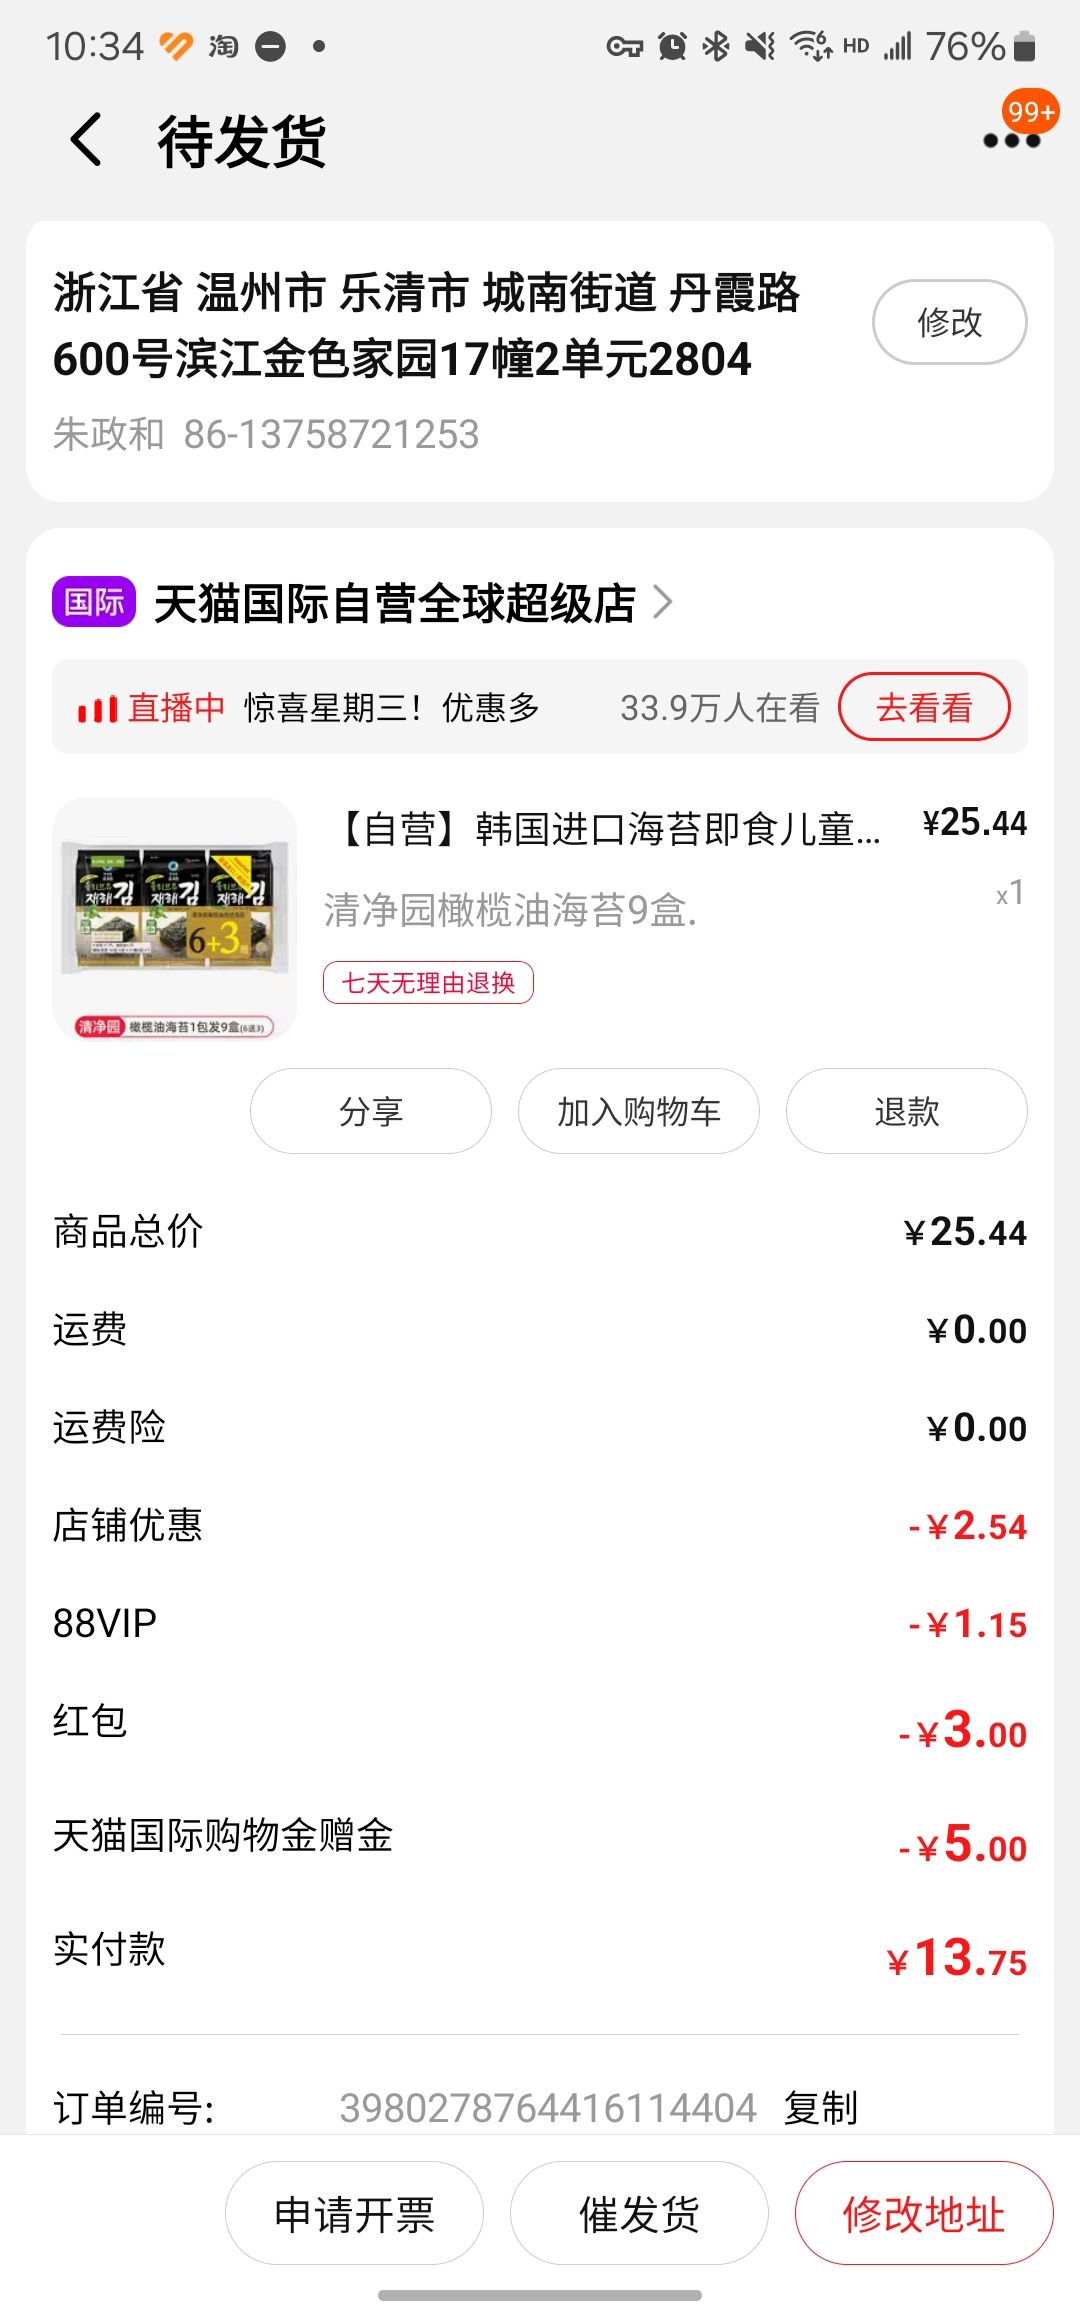 10:34 淘 HD 76%
99+
待发货
浙江省 温州市 乐清市 城南街道 丹霞路
600号滨江金色家园17幢2单元2804
修改
朱政和 86-13758721253
国际 天猫国际自营全球超级店
直播中 惊喜星期三！优惠多 33.9万人在看 去看看
【自营】韩国进口海苔即食儿童... ¥25.44
清净园橄榄油海苔9盒. x1
七天无理由退换
재래김 재래김 재래김
6+3
清净园 橄榄油海苔1包发9盒(6送3)
分享 加入购物车 退款
商品总价 ¥25.44
运费 ¥0.00
运费险 ¥0.00
店铺优惠 -¥2.54
88VIP -¥1.15
红包 -¥3.00
天猫国际购物金赠金 -¥5.00
实付款 ¥13.75
订单编号: 3980278764416114404 复制
申请开票 催发货 修改地址